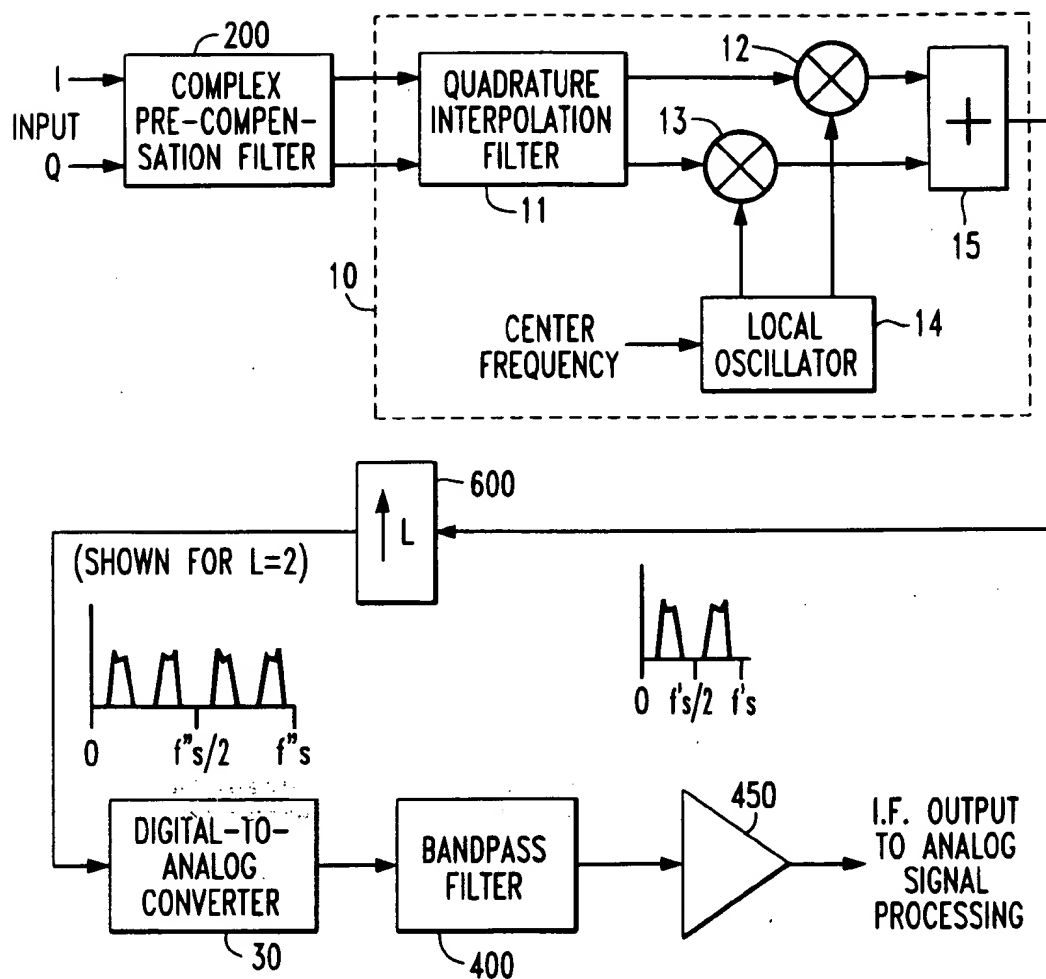 200
I
INPUT
Q
COMPLEX
PRE-COMPEN-
SATION FILTER
QUADRATURE
INTERPOLATION
FILTER
11
12
13
+
15
10
CENTER
FREQUENCY
LOCAL
OSCILLATOR
14
600
L
(SHOWN FOR L=2)
0
f"s/2
f"s
0
f's/2
f's
DIGITAL-TO-
ANALOG
CONVERTER
30
BANDPASS
FILTER
400
450
I.F. OUTPUT
TO ANALOG
SIGNAL
PROCESSING